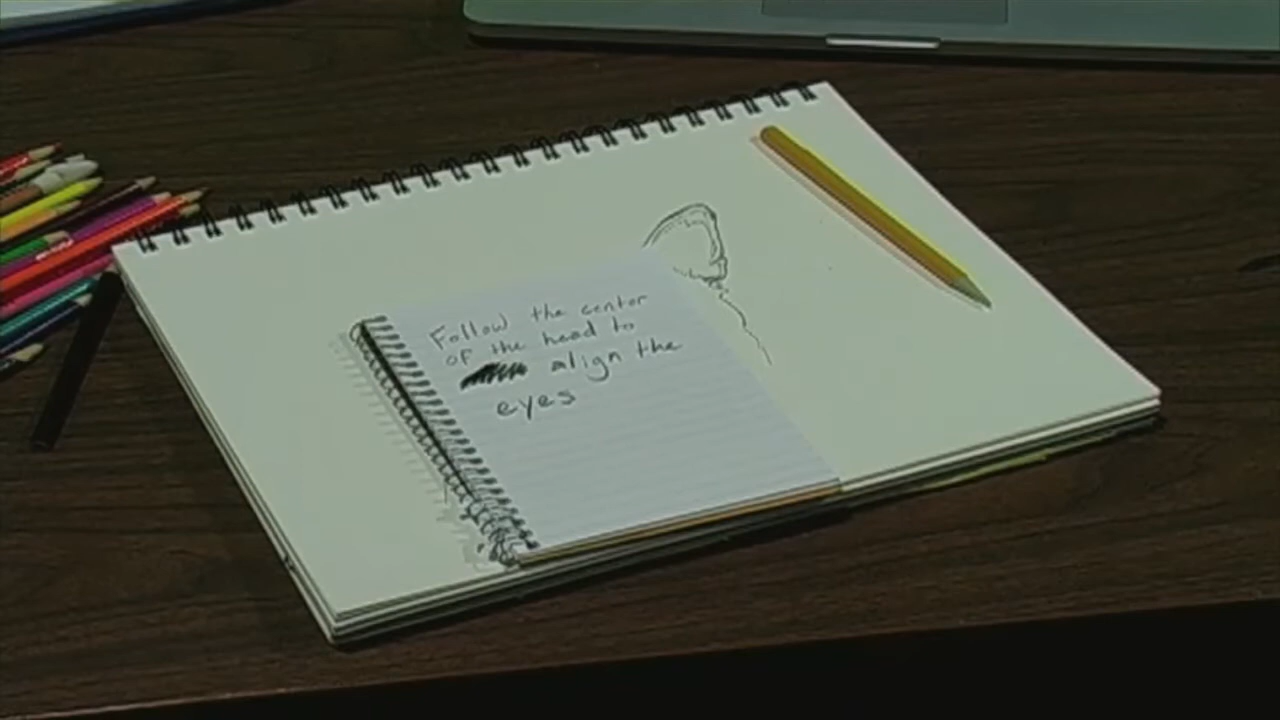 Follow the center
of the head to
align the
eyes